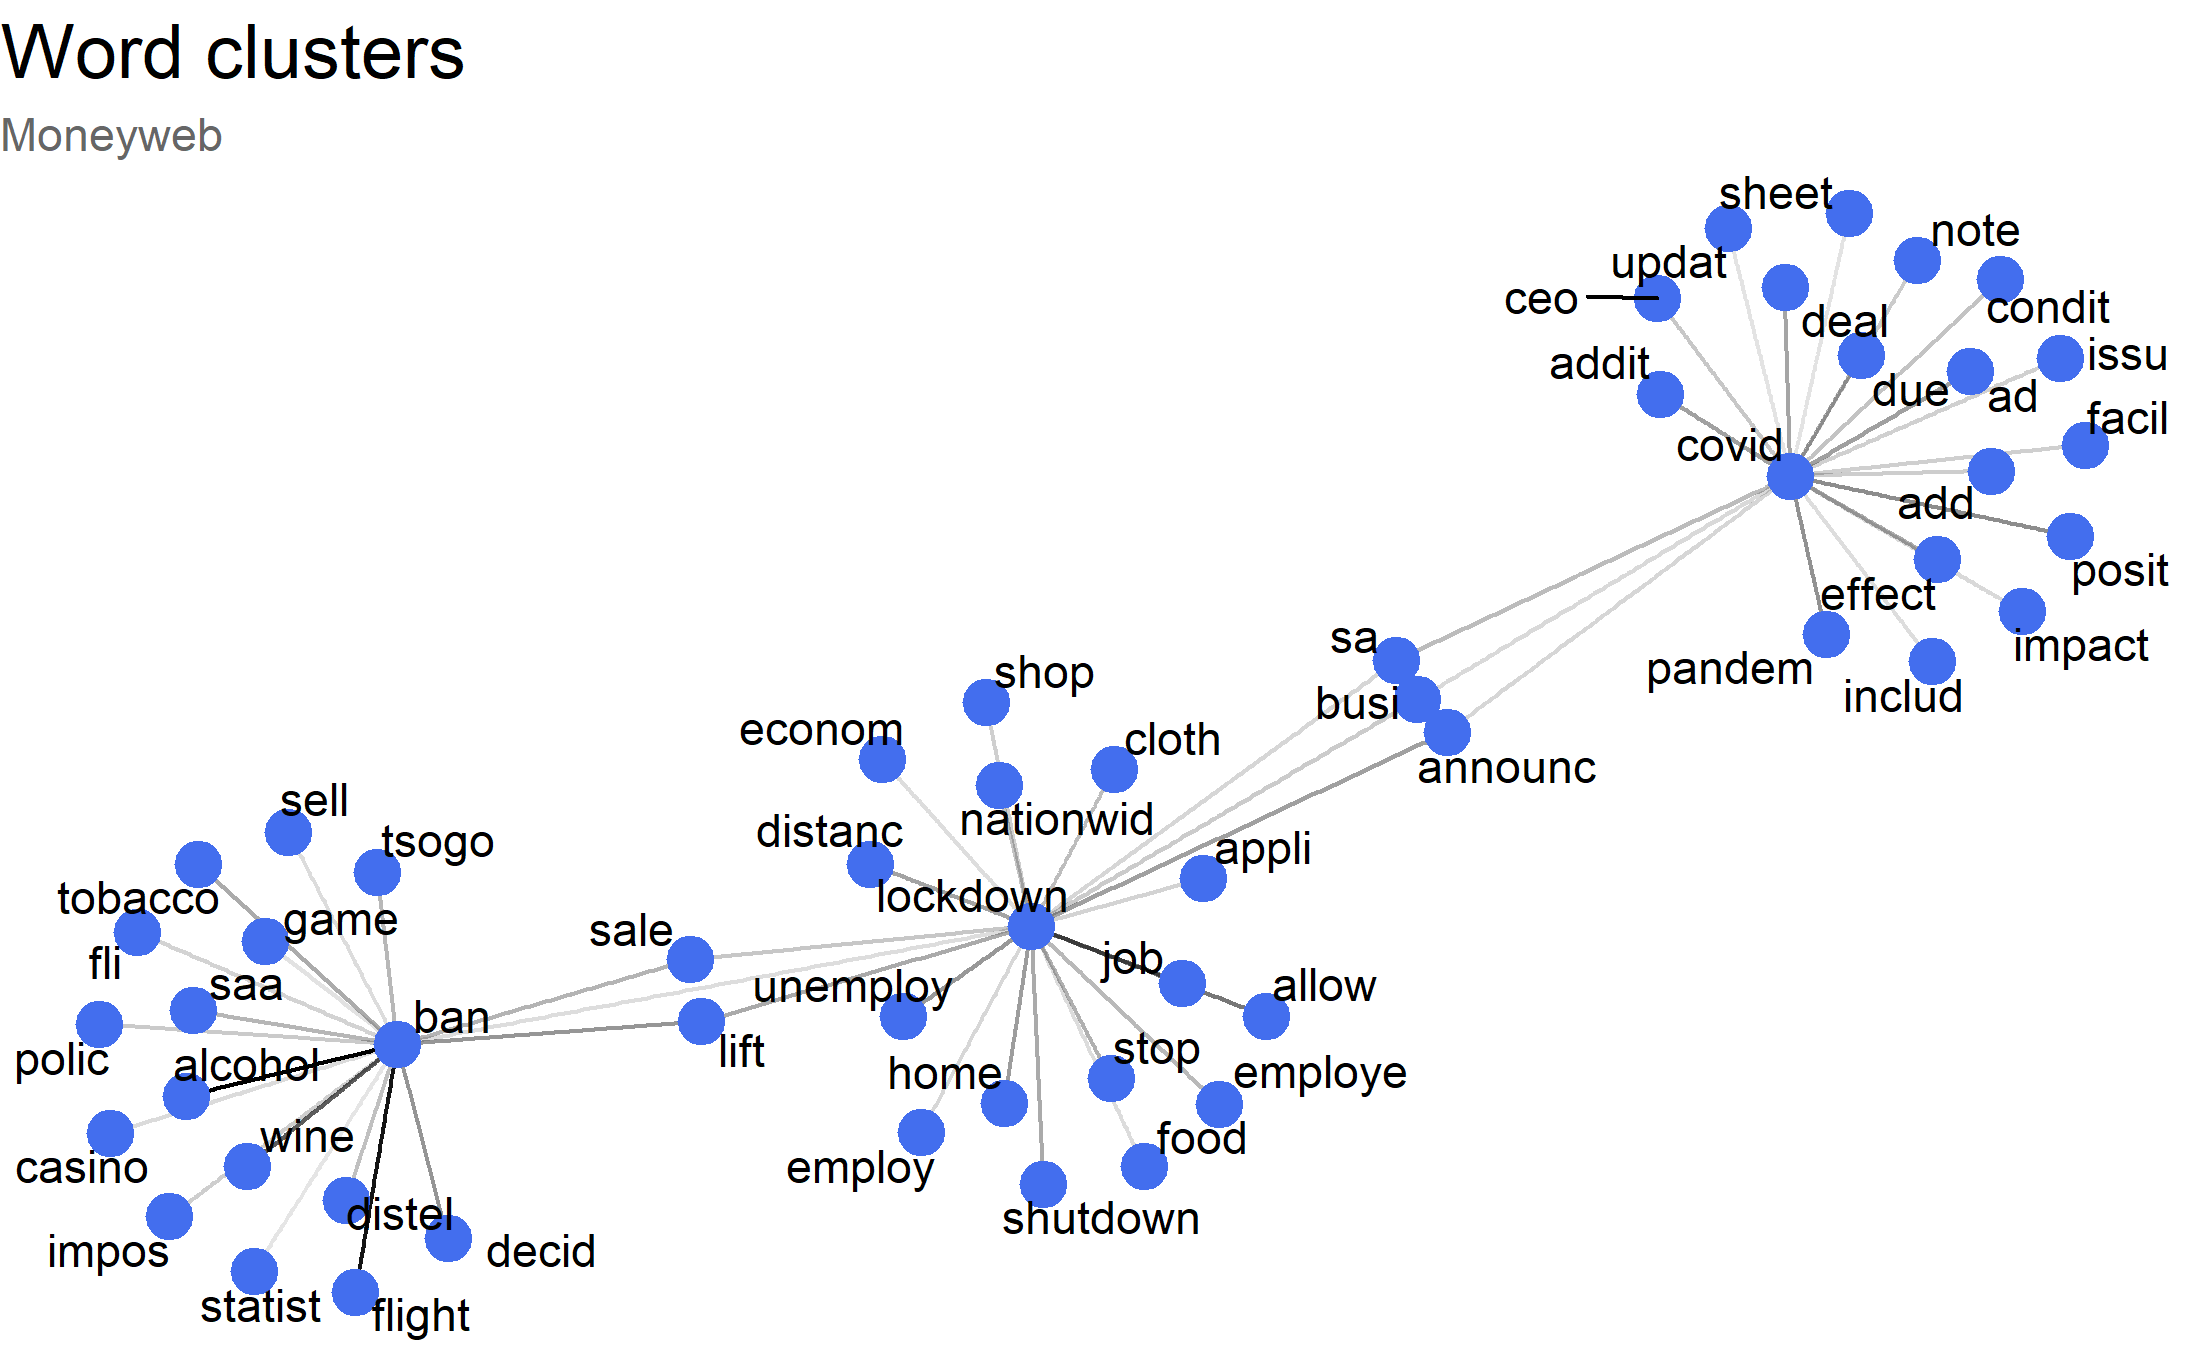 Word clusters
Moneyweb
sheet
note
updat
ceo
condit
deal
issu
addit
due
ad
facil
covid
add
posit
effect
impact
pandem
includ
sa
busi
announc
shop
econom
cloth
nationwid
distanc
appli
lockdown
sale
job
unemploy
allow
lift
stop
home
employe
food
employ
shutdown
sell
tsogo
tobacco
game
fli
saa
ban
polic
alcohol
wine
casino
distel
impos
decid
statist
flight